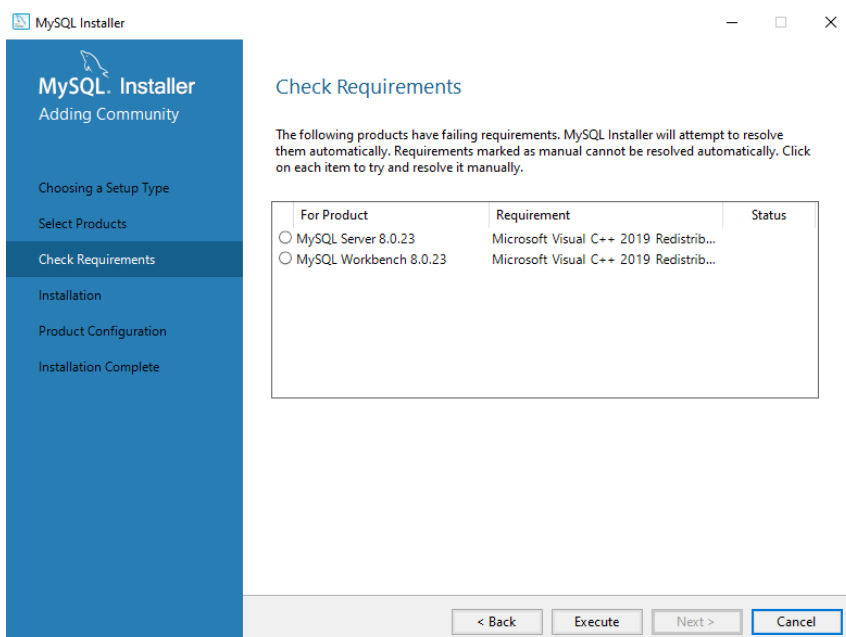 MySQL Installer
MySQL. Installer
Adding Community
Choosing a Setup Type
Select Products
Check Requirements
Installation
Product Configuration
Installation Complete
Check Requirements
The following products have failing requirements. MySQL Installer will attempt to resolve
them automatically. Requirements marked as manual cannot be resolved automatically. Click
on each item to try and resolve it manually.
For Product Requirement Status
MySQL Server 8.0.23 Microsoft Visual C++ 2019 Redistrib...
MySQL Workbench 8.0.23 Microsoft Visual C++ 2019 Redistrib...
< Back Execute Next > Cancel